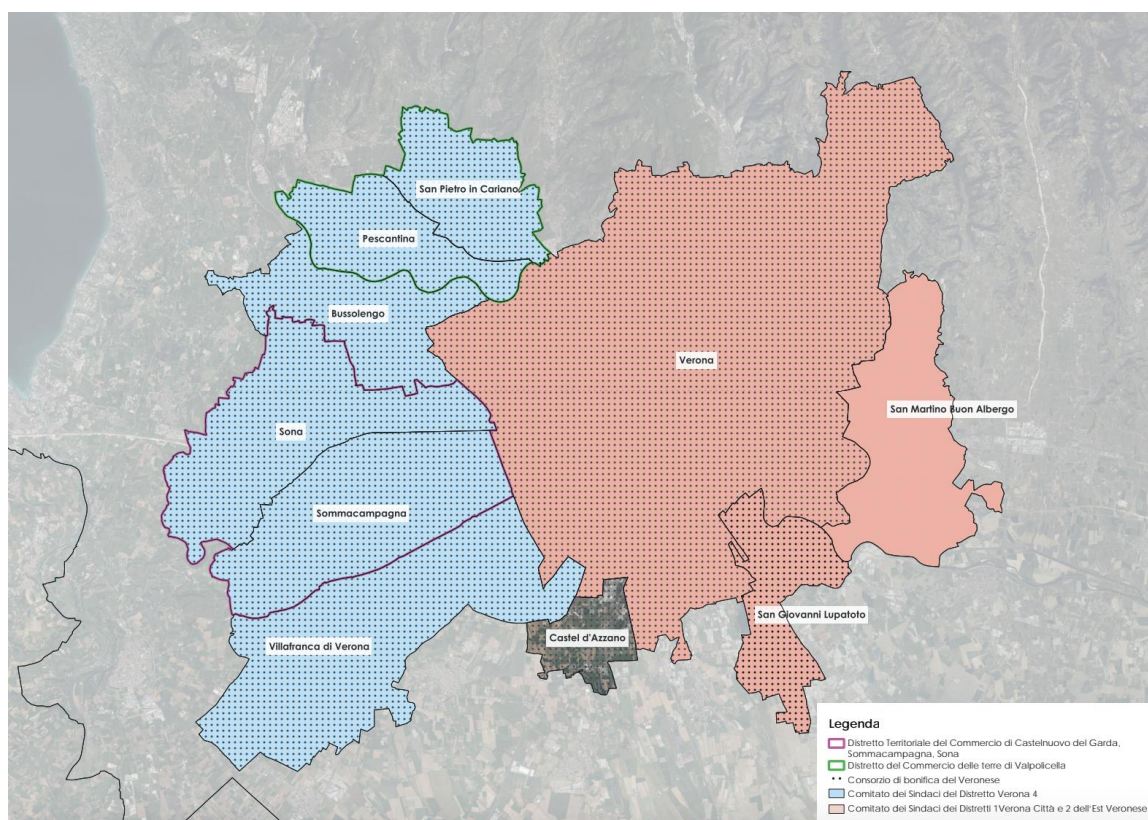 San Pietro in Cariano
Pescantina
Bussolengo
Verona
San Martino Buon Albergo
Sona
Sommacampagna
San Giovanni Lupatoto
Castel d'Azzano
Villafranca di Verona
Legenda
Distretto Territoriale del Commercio di Castelnuovo del Garda,
Sommacampagna, Sona
Distretto del Commercio delle terre di Valpolicella
Consorzio di bonifica del Veronese
Comitato dei Sindaci del Distretto Verona 4
Comitato dei Sindaci dei Distretti 1Verona Città e 2 dell'Est Veronese